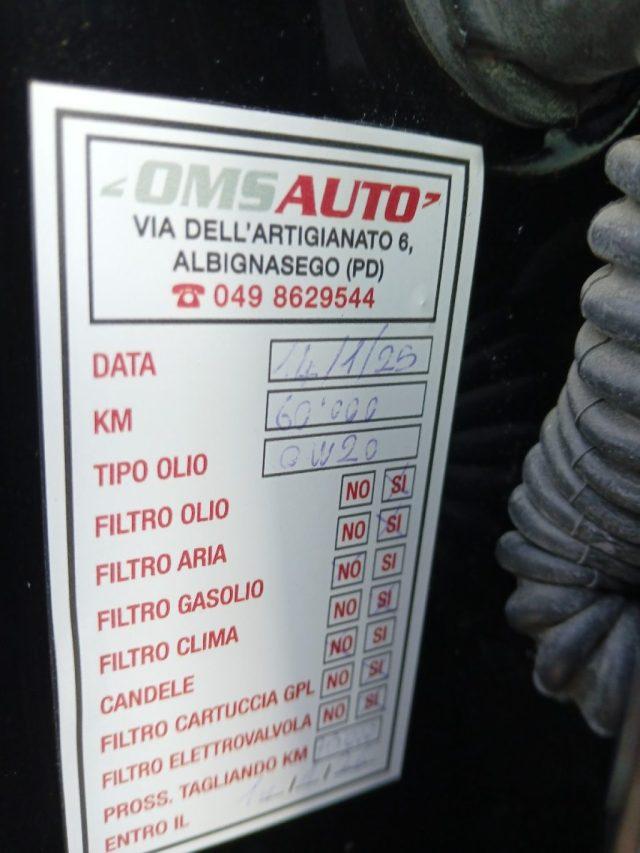 OMSAUTO
VIA DELL'ARTIGIANATO 6,
ALBIGNASEGO (PD)
☎ 049 8629544
DATA 14/1/25
KM 60'000
TIPO OLIO 0W20
FILTRO OLIO NO SI
FILTRO ARIA NO SI
FILTRO GASOLIO NO SI
FILTRO CLIMA NO SI
CANDELE NO SI
FILTRO CARTUCCIA GPL NO SI
FILTRO ELETTROVALVOLA NO SI
PROSS. TAGLIANDO KM
ENTRO IL